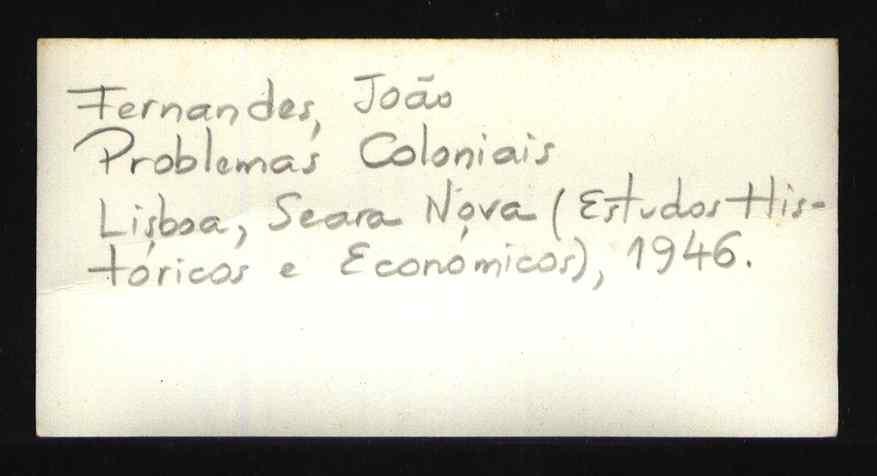 Fernandes, João
Problemas Coloniais
Lisboa, Seara Nova (Estudos His-
tóricos e Económicos), 1946.